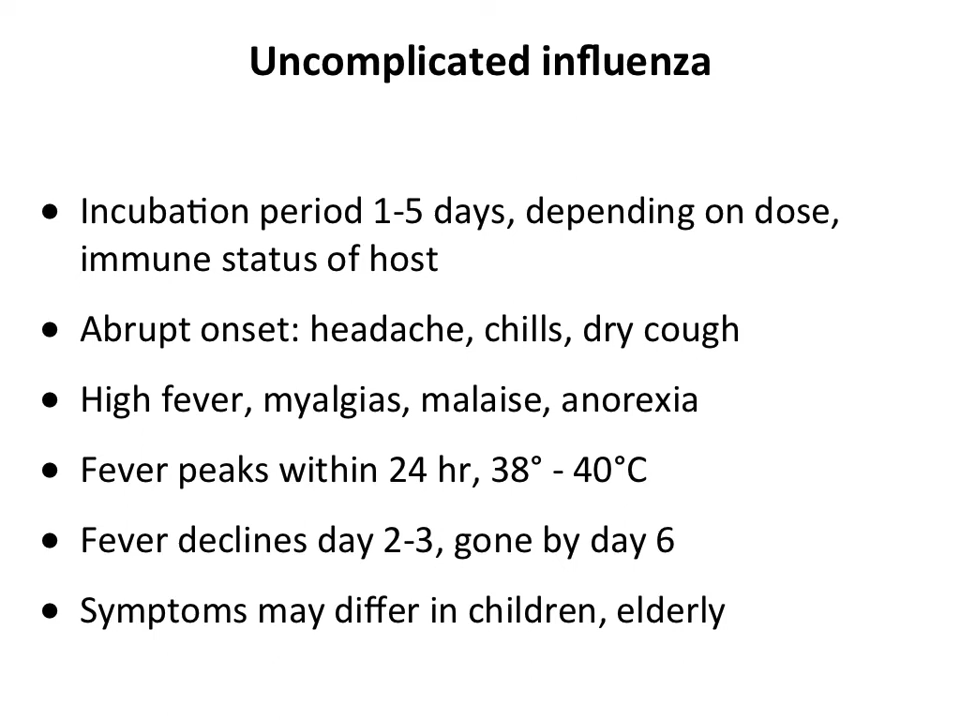 Uncomplicated influenza
● Incubation period 1-5 days, depending on dose,
immune status of host
● Abrupt onset: headache, chills, dry cough
● High fever, myalgias, malaise, anorexia
● Fever peaks within 24 hr, 38° - 40°C
● Fever declines day 2-3, gone by day 6
● Symptoms may differ in children, elderly